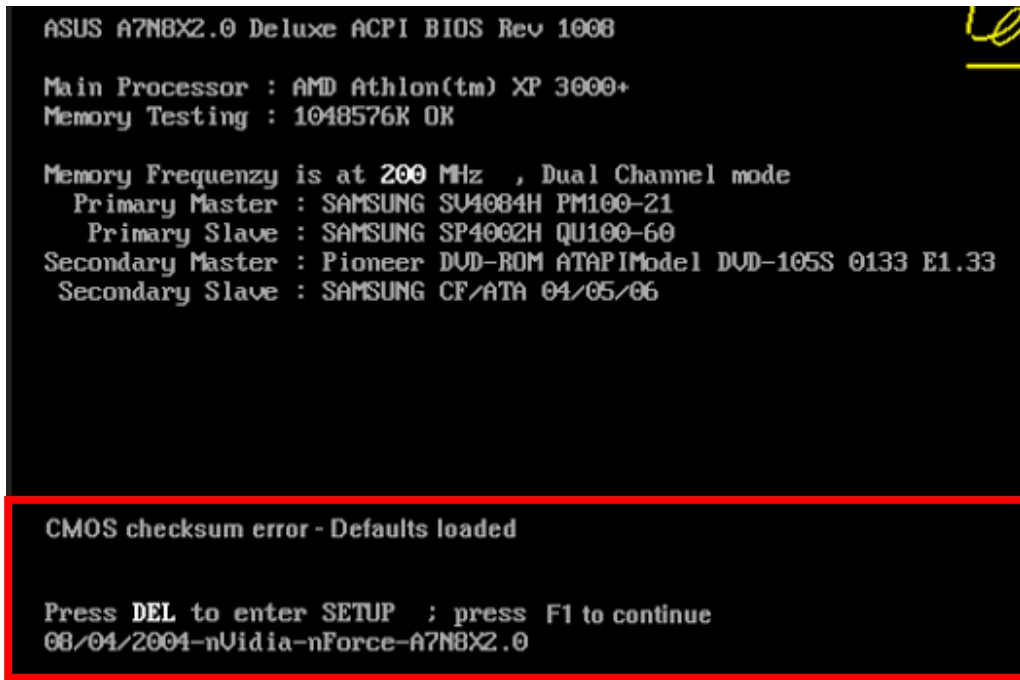 ASUS A7N8X2.0 Deluxe ACPI BIOS Rev 1008
Main Processor : AMD Athlon(tm) XP 3000+
Memory Testing : 1048576K OK
Memory Frequenzy is at 200 MHz , Dual Channel mode
Primary Master : SAMSUNG SV4084H PM100-21
Primary Slave : SAMSUNG SP4002H QU100-60
Secondary Master : Pioneer DVD-ROM ATAPIModel DVD-105S 0133 E1.33
Secondary Slave : SAMSUNG CF/ATA 04/05/06
CMOS checksum error - Defaults loaded
Press DEL to enter SETUP ; press F1 to continue
08/04/2004-nVidia-nForce-A7N8X2.0